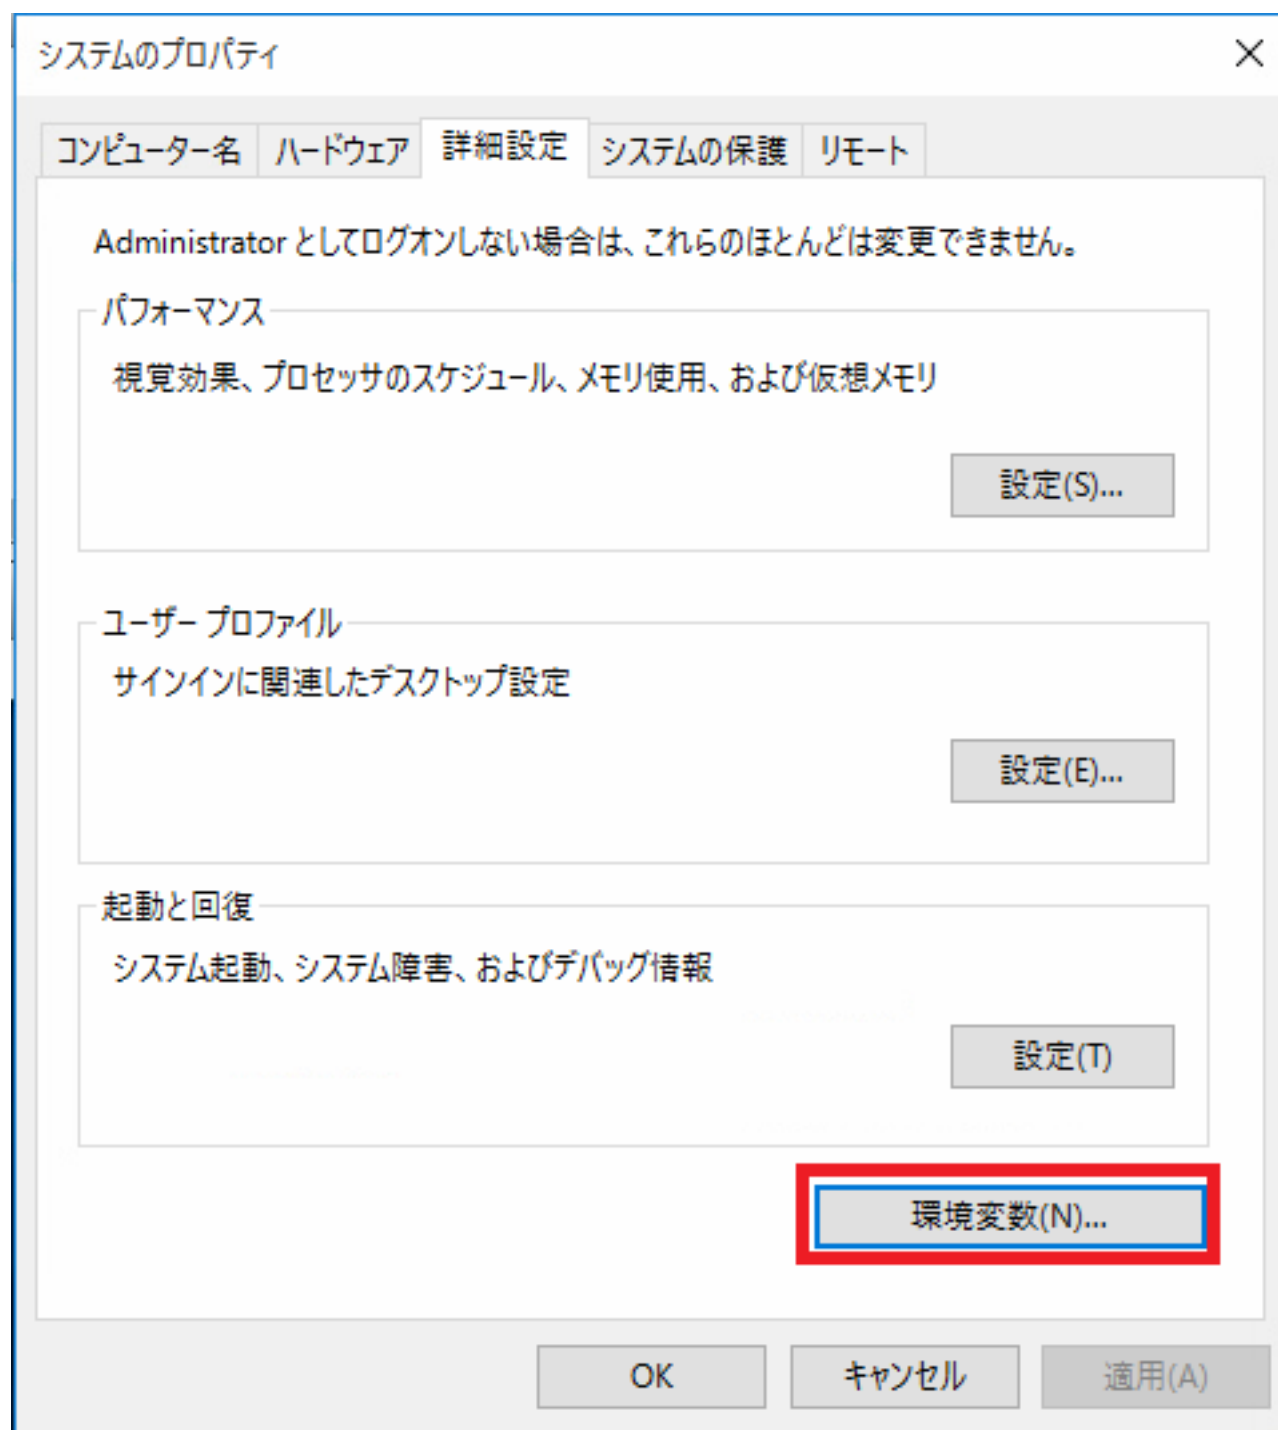 システムのプロパティ
コンピューター名 ハードウェア 詳細設定 システムの保護 リモート
Administrator としてログオンしない場合は、これらのほとんどは変更できません。
パフォーマンス
視覚効果、プロセッサのスケジュール、メモリ使用、および仮想メモリ
設定(S)...
ユーザー プロファイル
サインインに関連したデスクトップ設定
設定(E)...
起動と回復
システム起動、システム障害、およびデバッグ情報
設定(T)
環境変数(N)...
OK キャンセル 適用(A)